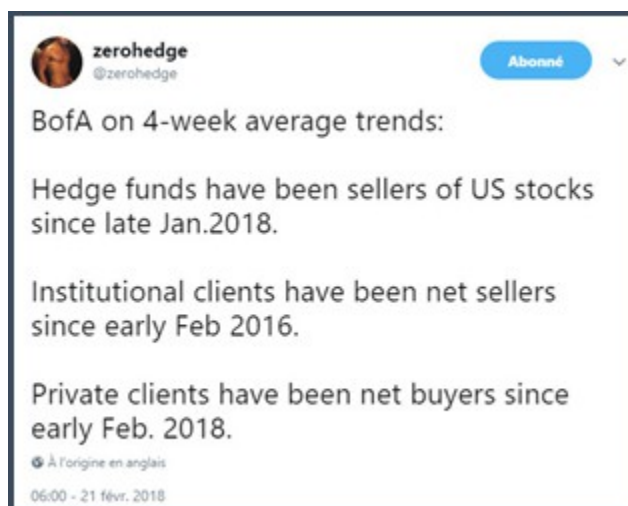 zerohedge
@zerohedge
Abonné
BofA on 4-week average trends:
Hedge funds have been sellers of US stocks
since late Jan.2018.
Institutional clients have been net sellers
since early Feb 2016.
Private clients have been net buyers since
early Feb. 2018.
À l'origine en anglais
06:00 - 21 févr. 2018